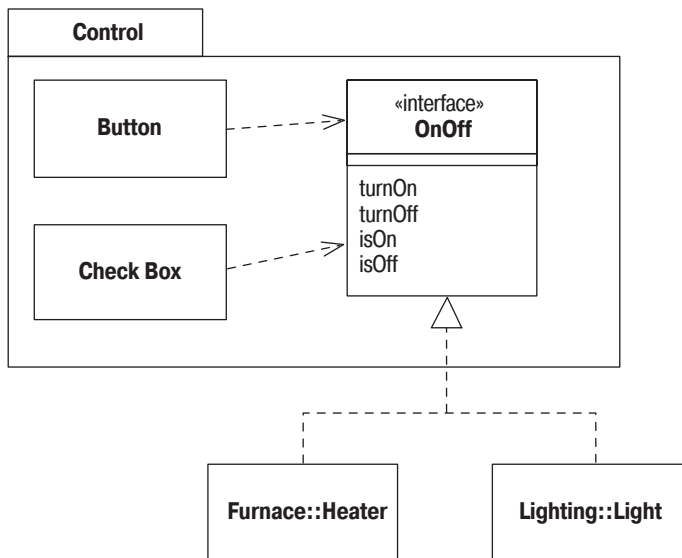 Control
Button
«interface»
OnOff
turnOn
turnOff
isOn
isOff
Check Box
Furnace::Heater
Lighting::Light